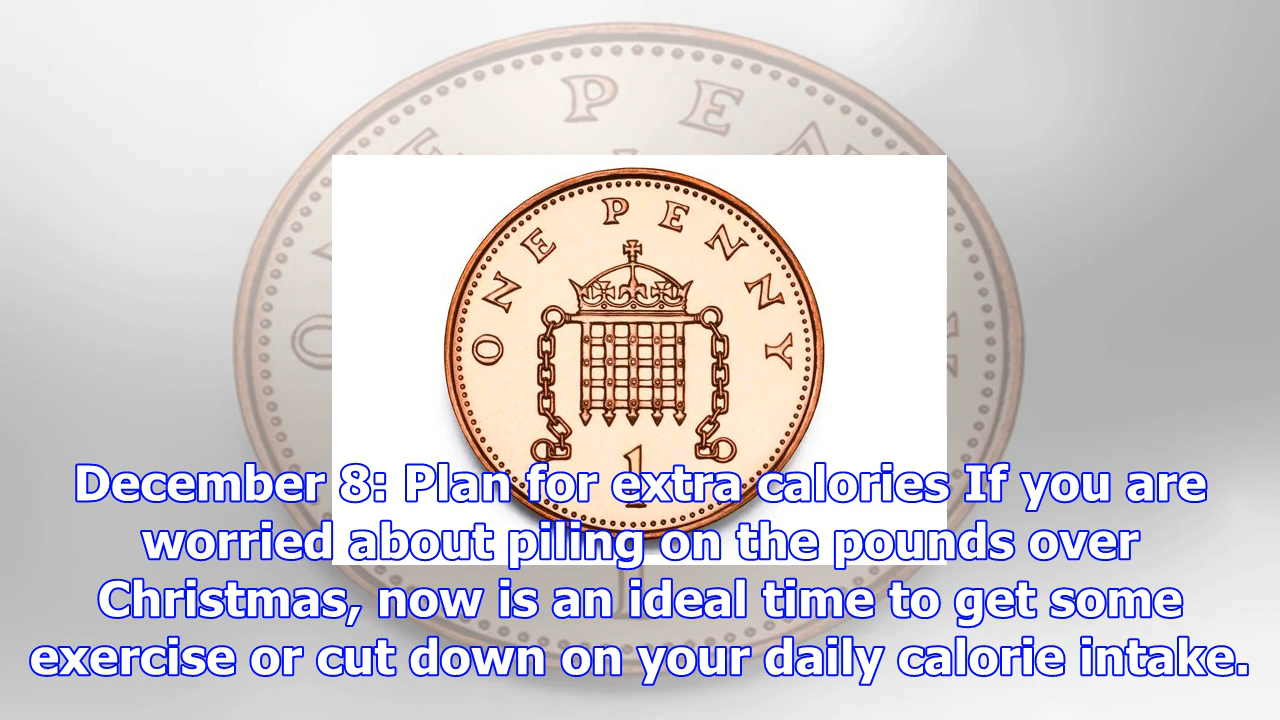 ONE PENNY
1
December 8: Plan for extra calories If you are
worried about piling on the pounds over
Christmas, now is an ideal time to get some
exercise or cut down on your daily calorie intake.